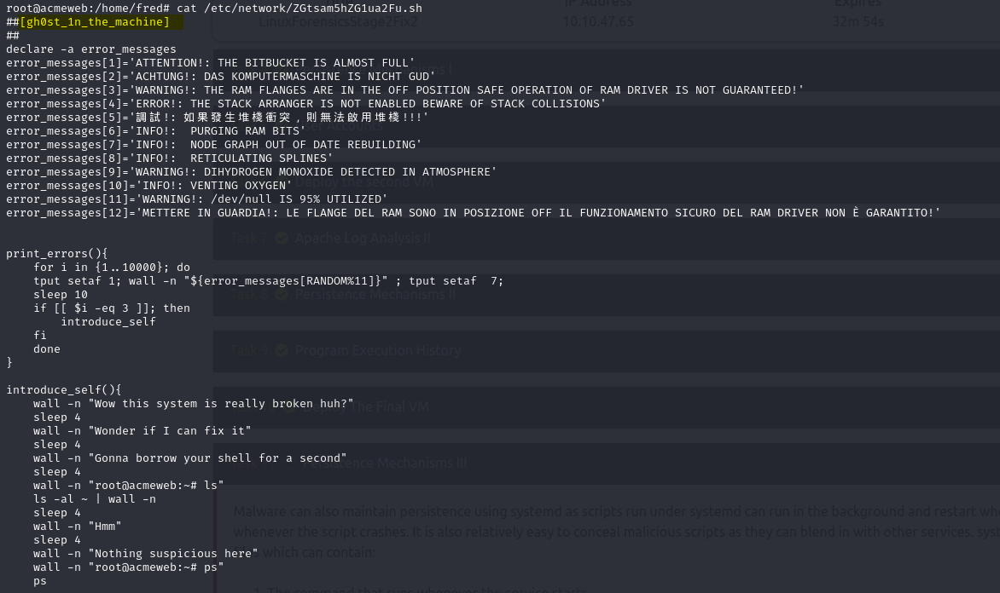 root@acmeweb:/home/fred# cat /etc/network/ZGtsam5hZG1ua2Fu.sh
##[gh0st_1n_the_machine]
##
declare -a error_messages
error_messages[1]='ATTENTION!: THE BITBUCKET IS ALMOST FULL'
error_messages[2]='ACHTUNG!: DAS KOMPUTERMASCHINE IS NICHT GUD'
error_messages[3]='WARNING!: THE RAM FLANGES ARE IN THE OFF POSITION SAFE OPERATION OF RAM DRIVER IS NOT GUARANTEED!'
error_messages[4]='ERROR!: THE STACK ARRANGER IS NOT ENABLED BEWARE OF STACK COLLISIONS'
error_messages[5]='調試!: 如果發生堆棧衝突,則無法啟用堆棧!!!'
error_messages[6]='INFO!:  PURGING RAM BITS'
error_messages[7]='INFO!:  NODE GRAPH OUT OF DATE REBUILDING'
error_messages[8]='INFO!:  RETICULATING SPLINES'
error_messages[9]='WARNING!: DIHYDROGEN MONOXIDE DETECTED IN ATMOSPHERE'
error_messages[10]='INFO!: VENTING OXYGEN'
error_messages[11]='WARNING!: /dev/null IS 95% UTILIZED'
error_messages[12]='METTERE IN GUARDIA!: LE FLANGE DEL RAM SONO IN POSIZIONE OFF IL FUNZIONAMENTO SICURO DEL RAM DRIVER NON È GARANTITO!'
print_errors(){
    for i in {1..10000}; do
    tput setaf 1; wall -n "${error_messages[RANDOM%11]}" ; tput setaf  7;
    sleep 10
    if [[ $i -eq 3 ]]; then
        introduce_self
    fi
    done
}
introduce_self(){
    wall -n "Wow this system is really broken huh?"
    sleep 4
    wall -n "Wonder if I can fix it"
    sleep 4
    wall -n "Gonna borrow your shell for a second"
    sleep 4
    wall -n "root@acmeweb:~# ls"
    ls -al ~ | wall -n
    sleep 4
    wall -n "Hmm"
    sleep 4
    wall -n "Nothing suspicious here"
    wall -n "root@acmeweb:~# ps"
    ps
IP Address
Expires
LinuxForensicsStage2Fix2
10.10.47.65
32m 54s
Deploy the second VM
Task 7
Apache Log Analysis II
Task 8
Persistence Mechanisms II
Task 9
Program Execution History
Deploy The Final VM
Persistence Mechanisms III
Malware can also maintain persistence using systemd as scripts run under systemd can run in the background and restart
whenever the script crashes. It is also relatively easy to conceal malicious scripts as they can blend in with other services.
which can contain:
1. The command that runs whenever the service starts